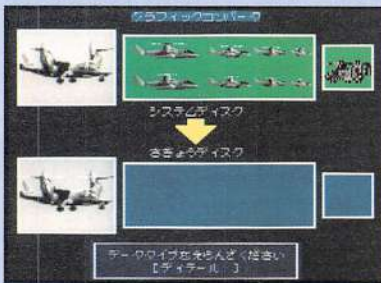 グラフィックコンバータ
システムディスク
さぎょうディスク
データタイプをえらんでください
[ディテール ]